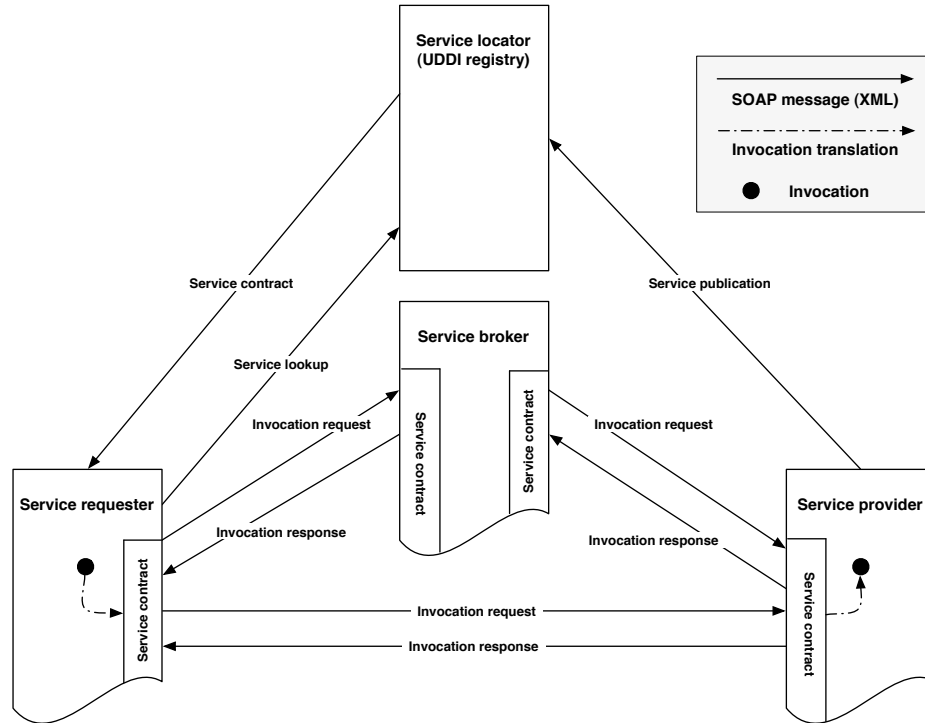 Service locator
(UDDI registry)
SOAP message (XML)
Invocation translation
Invocation
Service contract
Service publication
Service broker
Service lookup
Service contract
Service contract
Invocation request
Invocation request
Service requester
Service provider
Invocation response
Invocation response
Service contract
Service contract
Invocation request
Invocation response